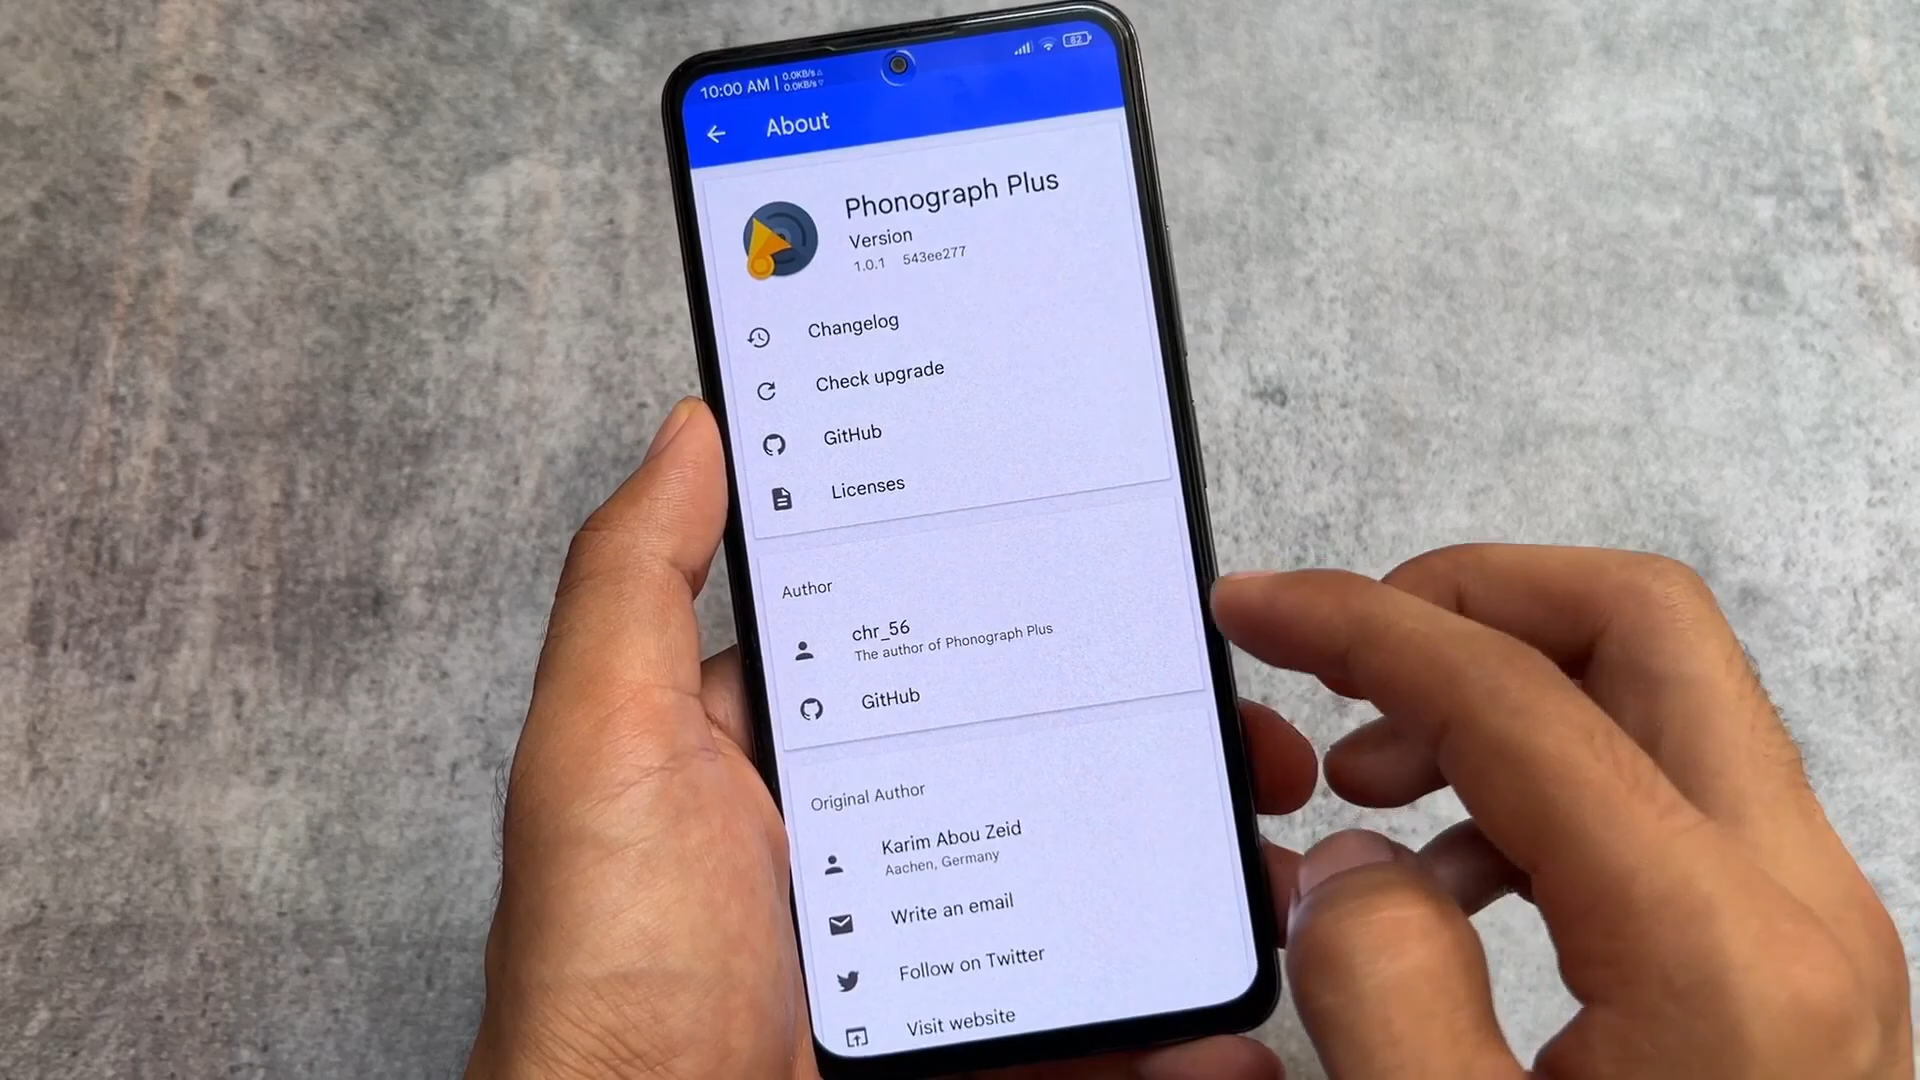 10:00 AM | 0.0KB/s
0.0KB/s
82
About
Phonograph Plus
Version
1.0.1 543ee277
Changelog
Check upgrade
GitHub
Licenses
Author
chr_56
The author of Phonograph Plus
GitHub
Original Author
Karim Abou Zeid
Aachen, Germany
Write an email
Follow on Twitter
Visit website